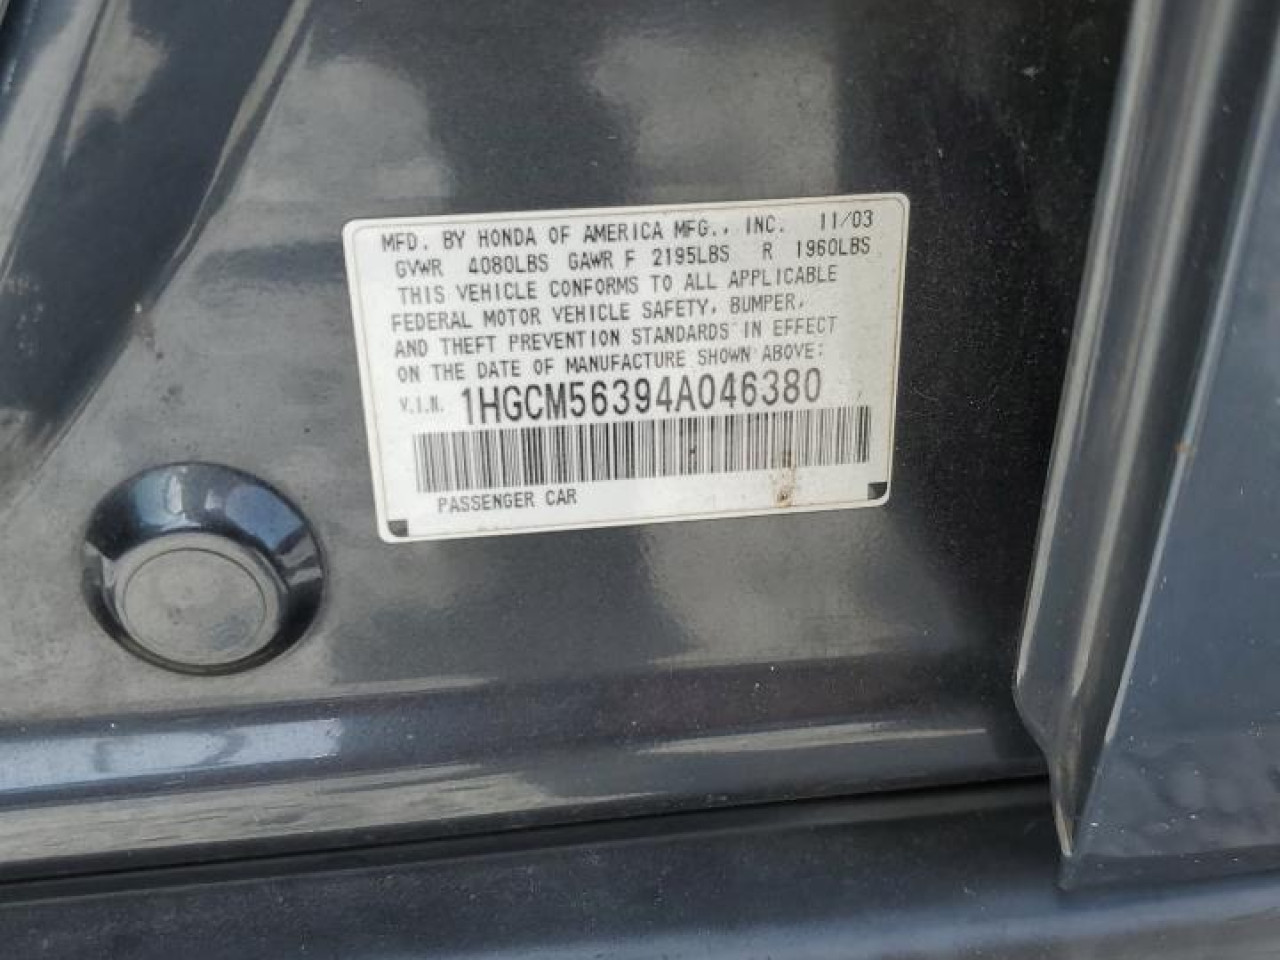 MFD. BY HONDA OF AMERICA MFG., INC. 11/03
GVWR 4080LBS GAWR F 2195LBS R 1960LBS
THIS VEHICLE CONFORMS TO ALL APPLICABLE
FEDERAL MOTOR VEHICLE SAFETY, BUMPER,
AND THEFT PREVENTION STANDARDS IN EFFECT
ON THE DATE OF MANUFACTURE SHOWN ABOVE:
V.I.N. 1HGCM56394A046380
PASSENGER CAR